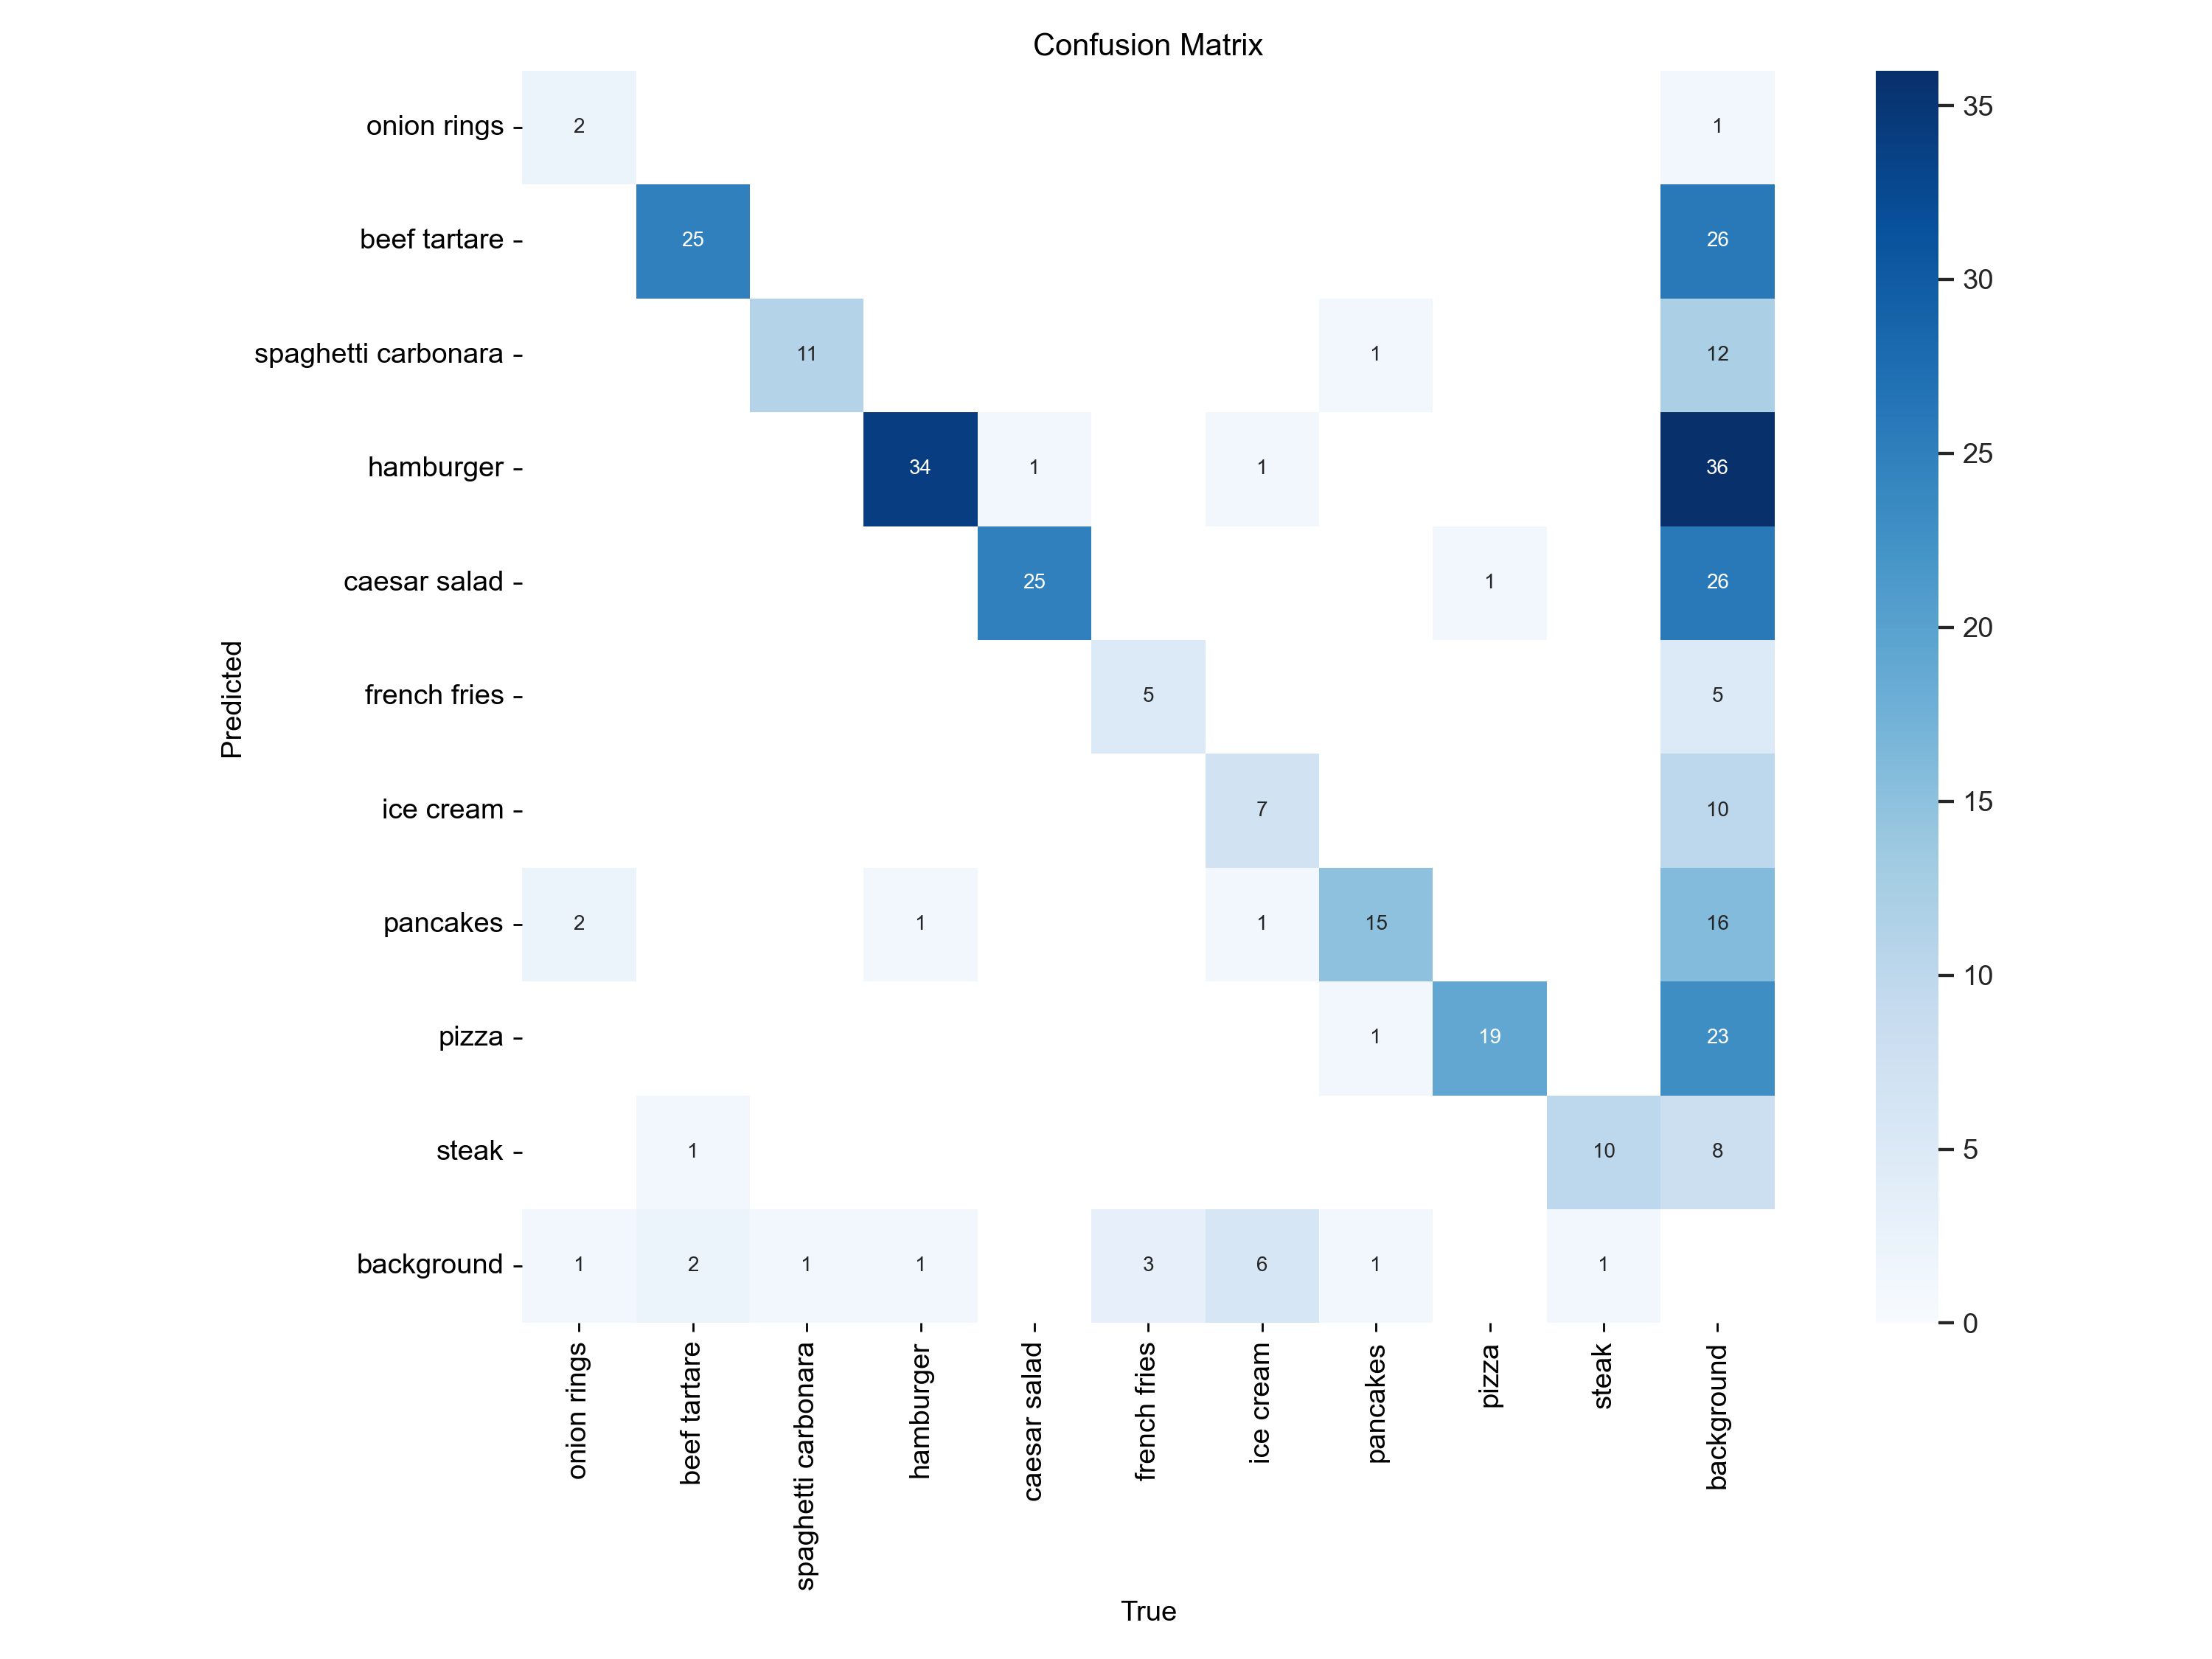 Confusion Matrix
onion rings 2 1
beef tartare 25 26
spaghetti carbonara 11 1 12
hamburger 34 1 1 36
caesar salad 25 1 26
french fries 5 5
ice cream 7 10
pancakes 2 1 1 15 16
pizza 1 19 23
steak 1 10 8
background 1 2 1 1 3 6 1 1
Predicted
onion rings
beef tartare
spaghetti carbonara
hamburger
caesar salad
french fries
ice cream
pancakes
pizza
steak
background
True
35
30
25
20
15
10
5
0